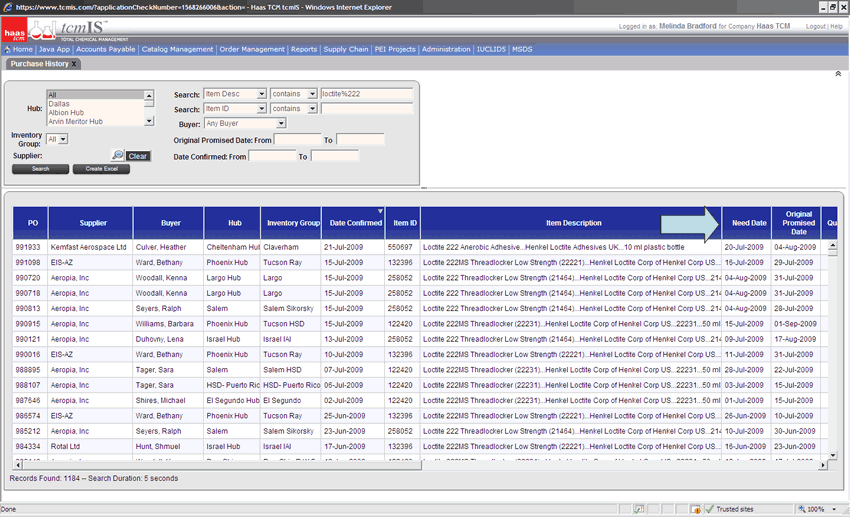 https://www.tcmis.com/?applicationCheckNumber=1568266006&action= - Haas TCM tcmIS - Windows Internet Explorer
haas tcm tcmIS TOTAL CHEMICAL MANAGEMENT
Logged in as: Melinda Bradford for Company Haas TCM Logout | Help
Home | Java App | Accounts Payable | Catalog Management | Order Management | Reports | Supply Chain | PEI Projects | Administration | IUCLID5 | MSDS
Purchase History X
Hub: All
Dallas
Albion Hub
Arvin Meritor Hub
Inventory Group: All
Supplier: Clear
Search Create Excel
Search: Item Desc contains loctite%222
Search: Item ID contains
Buyer: Any Buyer
Original Promised Date: From To
Date Confirmed: From To
PO Supplier Buyer Hub Inventory Group Date Confirmed Item ID Item Description Need Date Original Promised Date Qu
991933 Kemfast Aerospace Ltd Culver, Heather Cheltenham Hub Claverham 21-Jul-2009 550697 Loctite 222 Anerobic Adhesive...Henkel Loctite Adhesives UK...10 ml plastic bottle 20-Jul-2009 04-Aug-2009
991098 EIS-AZ Ward, Bethany Phoenix Hub Tucson Ray 15-Jul-2009 132396 Loctite 222MS Threadlocker Low Strength (22221)...Henkel Loctite Corp of Henkel Corp US...2222 16-Jul-2009 29-Jul-2009
990720 Aeropia, Inc Woodall, Kenna Largo Hub Largo 15-Jul-2009 258052 Loctite 222MS Threadlocker Low Strength (21464)...Henkel Loctite Corp of Henkel Corp US...214 04-Aug-2009 31-Jul-2009
990718 Aeropia, Inc Woodall, Kenna Largo Hub Largo 15-Jul-2009 258052 Loctite 222MS Threadlocker Low Strength (21464)...Henkel Loctite Corp of Henkel Corp US...214 04-Aug-2009 31-Jul-2009
990813 Aeropia, Inc Seyers, Ralph Salem Salem Sikorsky 15-Jul-2009 258052 Loctite 222MS Threadlocker Low Strength (21464)...Henkel Loctite Corp of Henkel Corp US...214 04-Aug-2009 28-Jul-2009
990915 Aeropia, Inc Williams, Barbara Phoenix Hub Tucson HSD 15-Jul-2009 122420 Loctite 222MS Threadlocker (22231)...Henkel Loctite Corp of Henkel Corp US...22231...50 ml 15-Jul-2009 01-Sep-2009
990121 Aeropia, Inc Duhovny, Lena Israel Hub Israel IAI 13-Jul-2009 258052 Loctite 222MS Threadlocker Low Strength (21464)...Henkel Loctite Corp of Henkel Corp US...214 09-Jul-2009 17-Aug-2009
990016 EIS-AZ Ward, Bethany Phoenix Hub Tucson Ray 10-Jul-2009 132396 Loctite 222MS Threadlocker Low Strength (22221)...Henkel Loctite Corp of Henkel Corp US...2222 11-Jul-2009 31-Jul-2009
988895 Aeropia, Inc Tager, Sara Salem Salem HSD 07-Jul-2009 122420 Loctite 222MS Threadlocker (22231)...Henkel Loctite Corp of Henkel Corp US...22231...50 ml 28-Jul-2009 22-Jul-2009
988107 Aeropia, Inc Tager, Sara HSD- Puerto Ric HSD- Puerto Rico 06-Jul-2009 122420 Loctite 222MS Threadlocker (22231)...Henkel Loctite Corp of Henkel Corp US...22231...50 ml 03-Jul-2009 15-Jul-2009
987646 Aeropia, Inc Shires, Michael El Segundo Hub El Segundo 02-Jul-2009 122420 Loctite 222MS Threadlocker (22231)...Henkel Loctite Corp of Henkel Corp US...22231...50 ml 02-Jul-2009 15-Jul-2009
986574 EIS-AZ Ward, Bethany Phoenix Hub Tucson Ray 25-Jun-2009 132396 Loctite 222MS Threadlocker Low Strength (22221)...Henkel Loctite Corp of Henkel Corp US...2222 26-Jun-2009 10-Jul-2009
985212 Aeropia, Inc Seyers, Ralph Salem Salem Sikorsky 23-Jun-2009 258052 Loctite 222MS Threadlocker Low Strength (21464)...Henkel Loctite Corp of Henkel Corp US...214 10-Jun-2009 30-Jun-2009
984334 Rotal Ltd Hunt, Shmuel Israel Hub Israel IAI 17-Jun-2009 132396 Loctite 222MS Threadlocker Low Strength (22221)...Henkel Loctite Corp of Henkel Corp US...2222 16-Jun-2009 23-Jun-2009
Records Found: 1184 -- Search Duration: 5 seconds
Done Trusted sites 100%